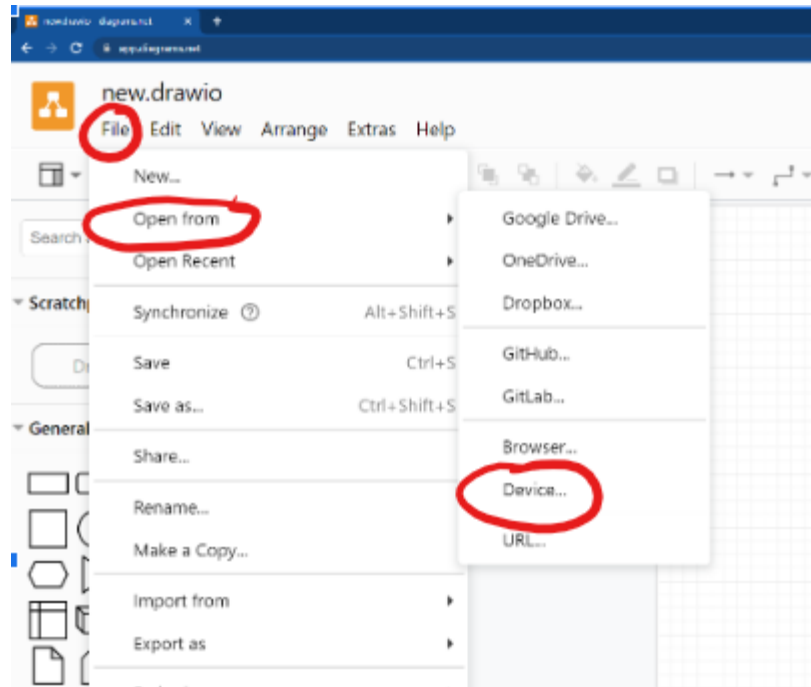 new.drawio
File Edit View Arrange Extras Help
New...
Open from
Search
Open Recent
Scratch
Synchronize Alt+Shift+S
Save Ctrl+S
Save as... Ctrl+Shift+S
General
Share...
Rename...
Make a Copy...
Import from
Export as
Google Drive...
OneDrive...
Dropbox...
GitHub...
GitLab...
Browser...
Device...
URL...